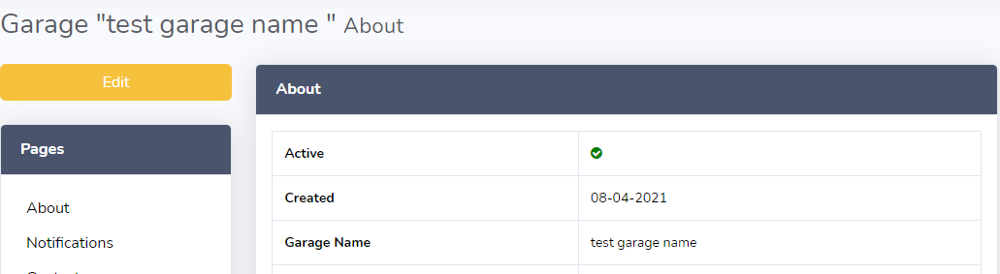 Garage "test garage name " About
Edit
Pages
About
Notifications
About
Active
Created 08-04-2021
Garage Name test garage name